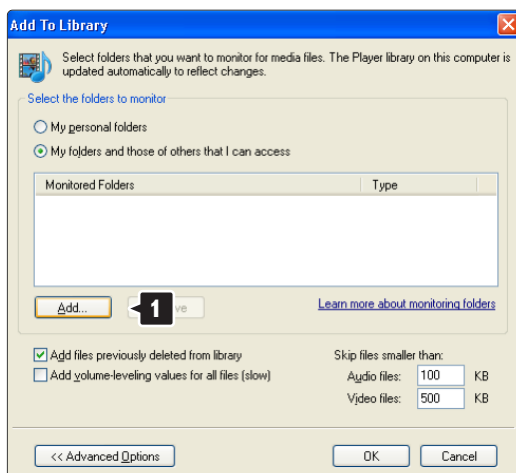 Add To Library
Select folders that you want to monitor for media files. The Player library on this computer is
updated automatically to reflect changes.
Select the folders to monitor
My personal folders
My folders and those of others that I can access
Monitored Folders Type
Add... 1 ve Learn more about monitoring folders
Add files previously deleted from library
Skip files smaller than:
Add volume-leveling values for all files (slow)
Audio files: 100 KB
Video files: 500 KB
<< Advanced Options OK Cancel